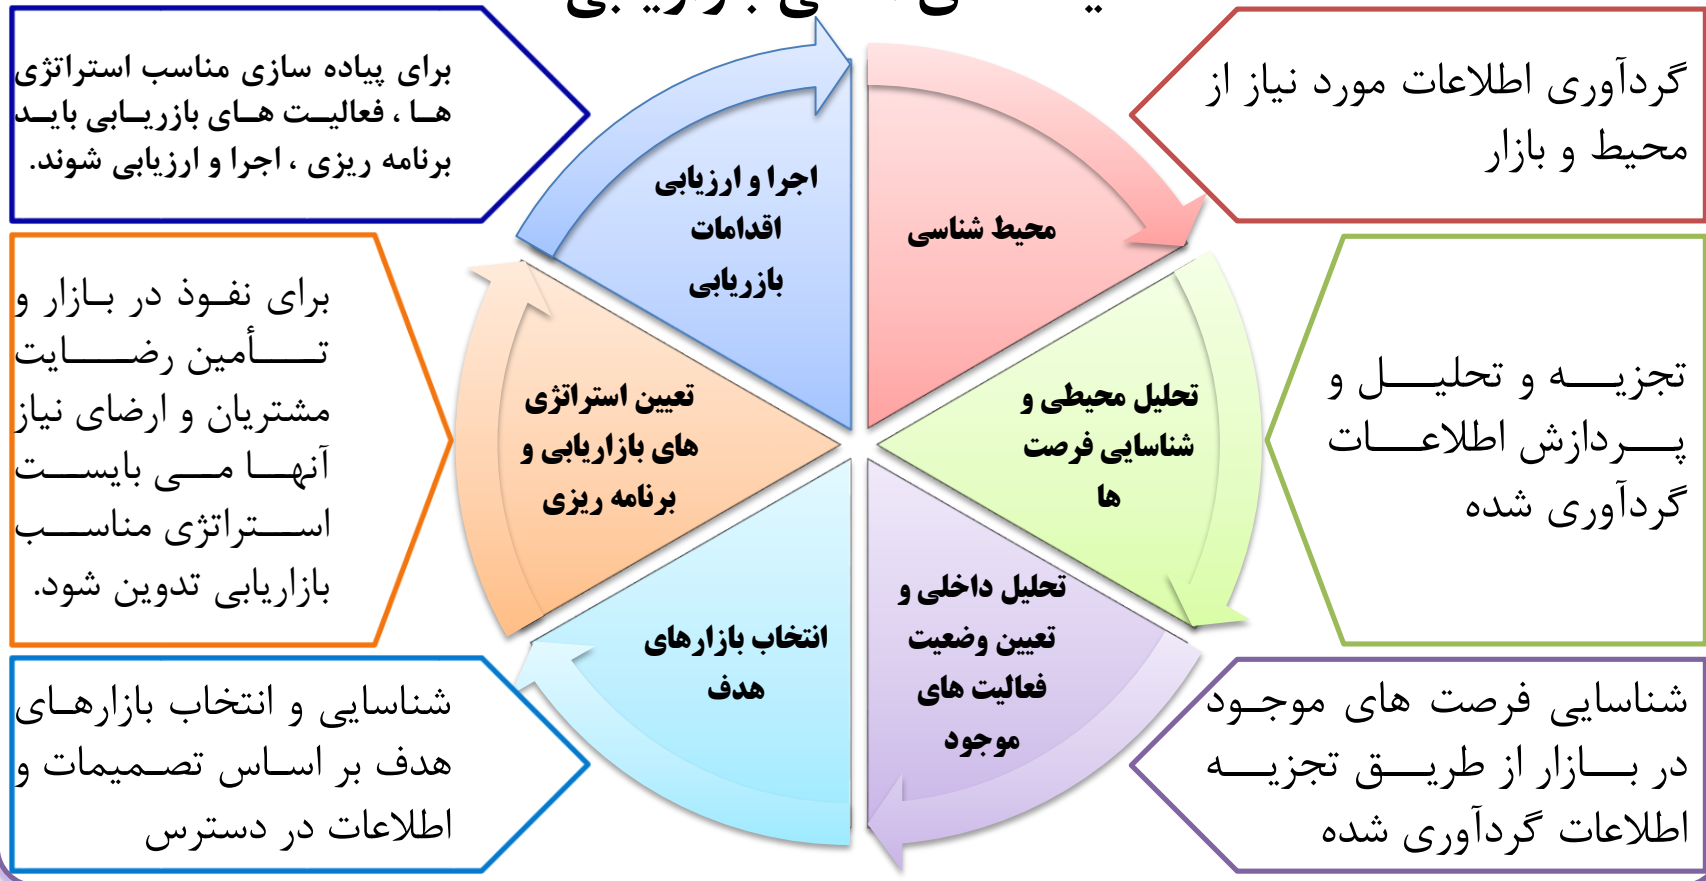 بازاریابی
گردآوری اطلاعات مورد نیاز از
محیط و بازار
تجزیه و تحلیل و
پردازش اطلاعات
گردآوری شده
شناسایی فرصت های موجود
در بازار از طریق تجزیه
اطلاعات گردآوری شده
شناسایی و انتخاب بازارهای
هدف بر اساس تصمیمات و
اطلاعات در دسترس
برای نفوذ در بازار و
تأمین رضایت
مشتریان و ارضای نیاز
آنها می بایست
استراتژی مناسب
بازاریابی تدوین شود.
برای پیاده سازی مناسب استراتژی
ها ، فعالیت های بازریابی باید
برنامه ریزی ، اجرا و ارزیابی شوند.
محیط شناسی
تحلیل محیطی و
شناسایی فرصت
ها
تحلیل داخلی و
تعیین وضعیت
فعالیت های
موجود
انتخاب بازارهای
هدف
تعیین استراتژی
های بازاریابی و
برنامه ریزی
اجرا و ارزیابی
اقدامات
بازریابی